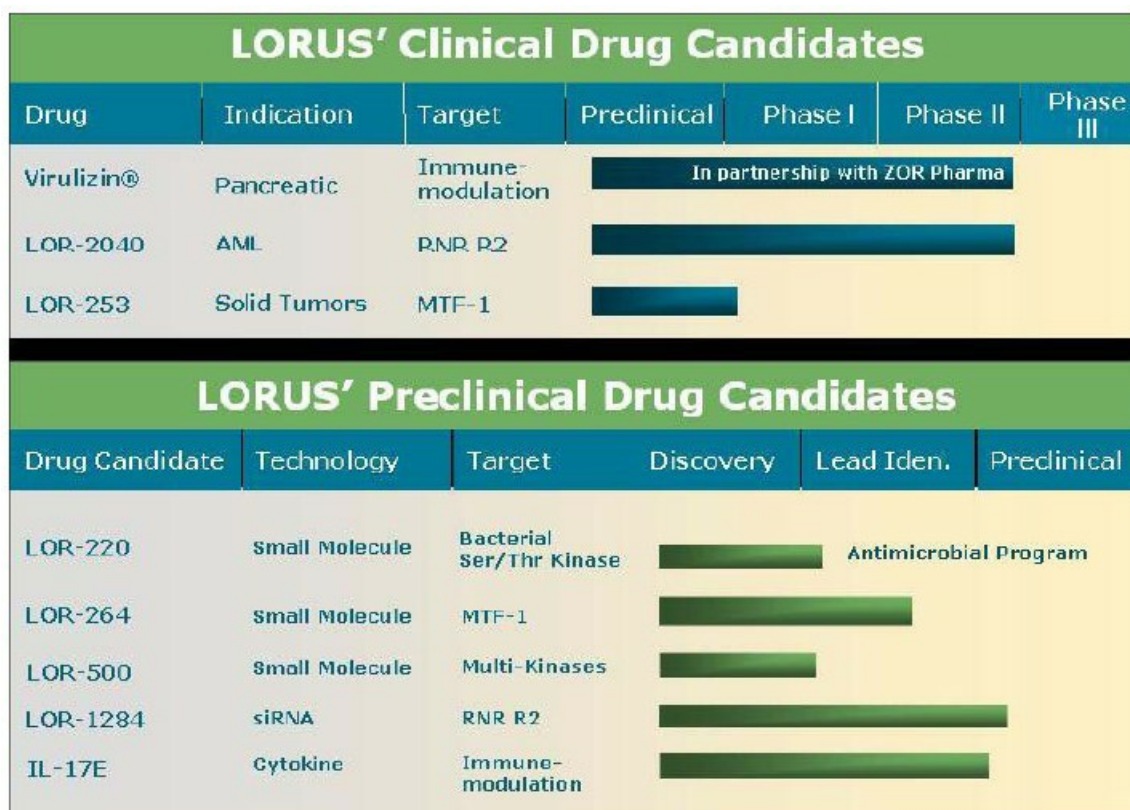 LORUS’ Clinical Drug Candidates
Drug Indication Target Preclinical Phase I Phase II Phase III
Virulizin® Pancreatic Immune-
modulation In partnership with ZOR Pharma
LOR-2040 AML RNR R2
LOR-253 Solid Tumors MTF-1
LORUS’ Preclinical Drug Candidates
Drug Candidate Technology Target Discovery Lead Iden. Preclinical
LOR-220 Small Molecule Bacterial
Ser/Thr Kinase Antimicrobial Program
LOR-264 Small Molecule MTF-1
LOR-500 Small Molecule Multi-Kinases
LOR-1284 siRNA RNR R2
IL-17E Cytokine Immune-
modulation